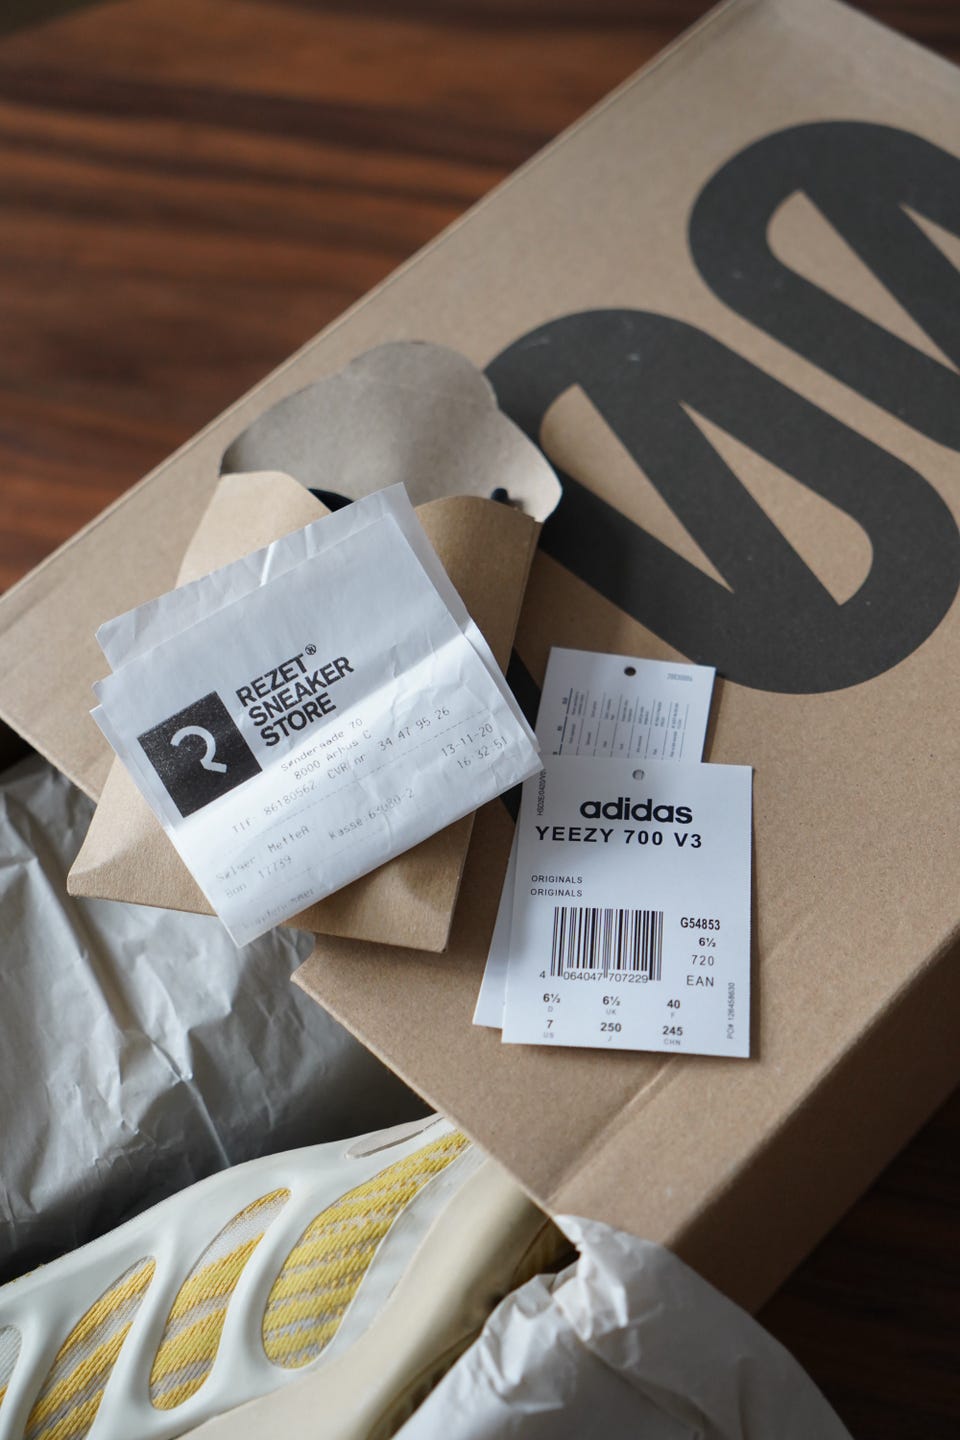 REZET®
SNEAKER
STORE
Søndergade 70
8000 Århus C
Tlf. 86180562 CVR nr 34 47 95 26
13-11-20
16:32:51
Sælger MetteA Kasse
Bon 17739
adidas
YEEZY 700 V3
ORIGINALS
ORIGINALS
G54853
6½
720
EAN
4 064047 707229
6½ 6½ 40
D UK F
7 250 245
US J CHN
PO# 126458630